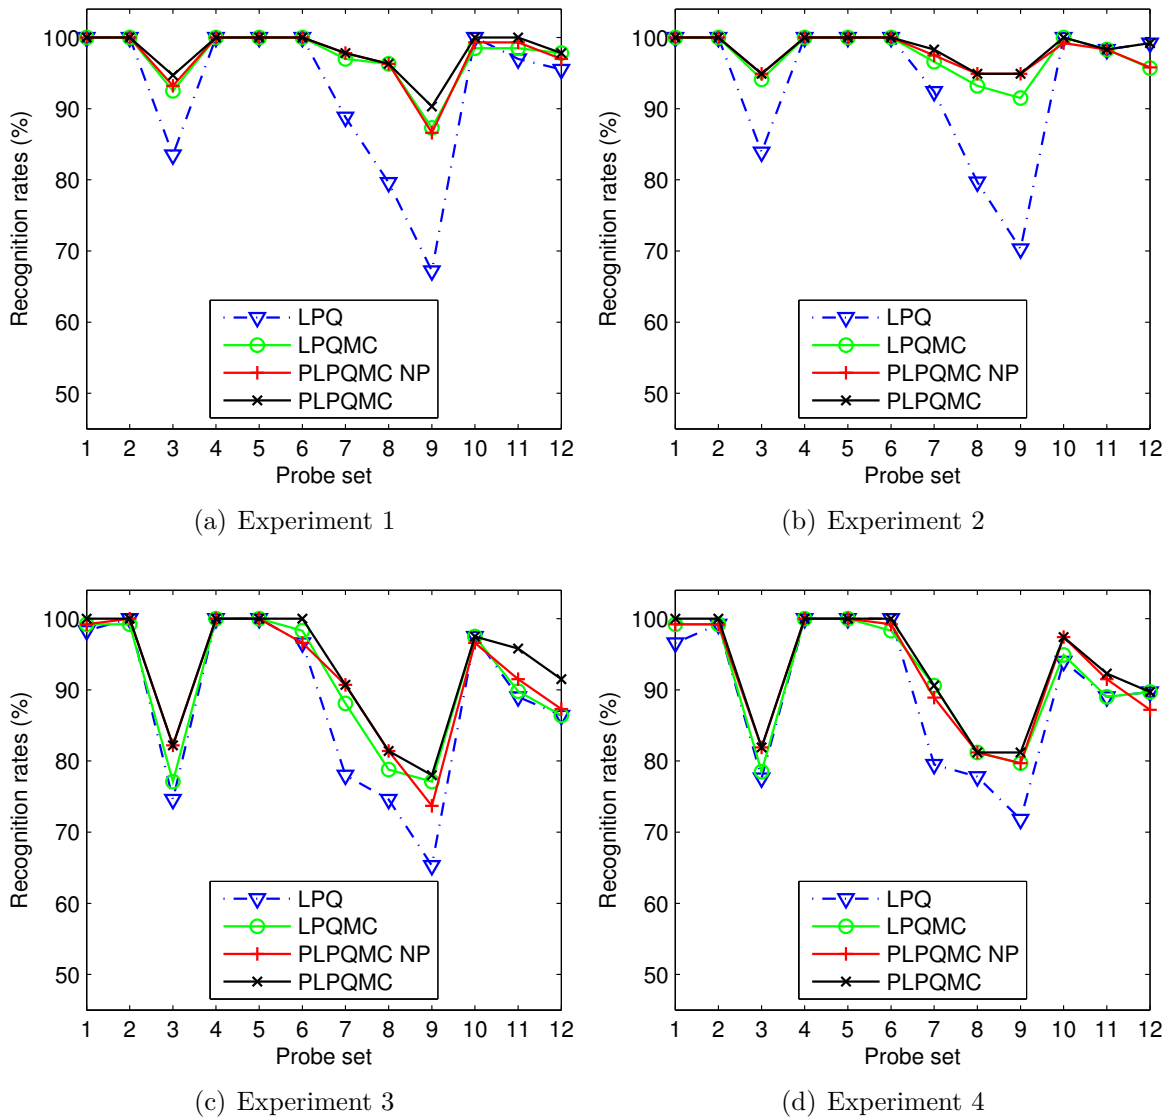 100
90
80
70
60
50
Recognition rates (%)
LPQ
LPQMC
PLPQMC NP
PLPQMC
1 2 3 4 5 6 7 8 9 10 11 12
Probe set
(a) Experiment 1
100
90
80
70
60
50
Recognition rates (%)
LPQ
LPQMC
PLPQMC NP
PLPQMC
1 2 3 4 5 6 7 8 9 10 11 12
Probe set
(b) Experiment 2
100
90
80
70
60
50
Recognition rates (%)
LPQ
LPQMC
PLPQMC NP
PLPQMC
1 2 3 4 5 6 7 8 9 10 11 12
Probe set
(c) Experiment 3
100
90
80
70
60
50
Recognition rates (%)
LPQ
LPQMC
PLPQMC NP
PLPQMC
1 2 3 4 5 6 7 8 9 10 11 12
Probe set
(d) Experiment 4